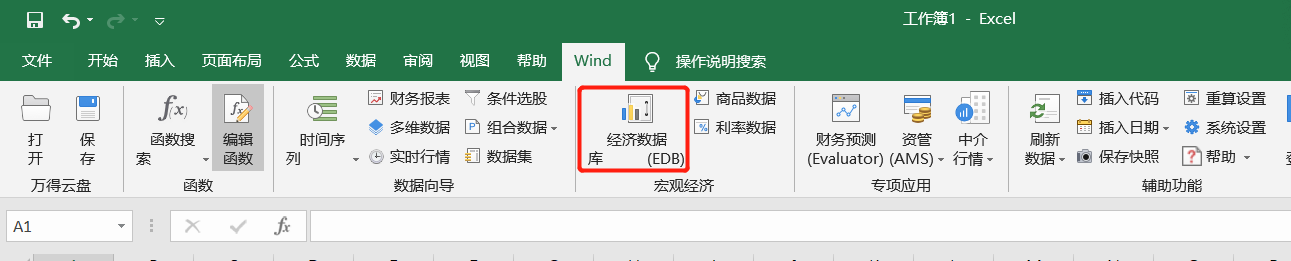 工作簿1 - Excel
文件 开始 插入 页面布局 公式 数据 审阅 视图 帮助 Wind 操作说明搜索
打开
保存
万得云盘
fx
函数搜索
fx
编辑函数
函数
时间序列
财务报表
多维数据
实时行情
条件选股
组合数据
数据集
数据向导
经济数据库 (EDB)
商品数据
利率数据
宏观经济
财务预测
(Evaluator)
资管
(AMS)
中介
行情
专项应用
刷新
数据
插入代码
插入日期
保存快照
重算设置
系统设置
帮助
辅助功能
A1
fx